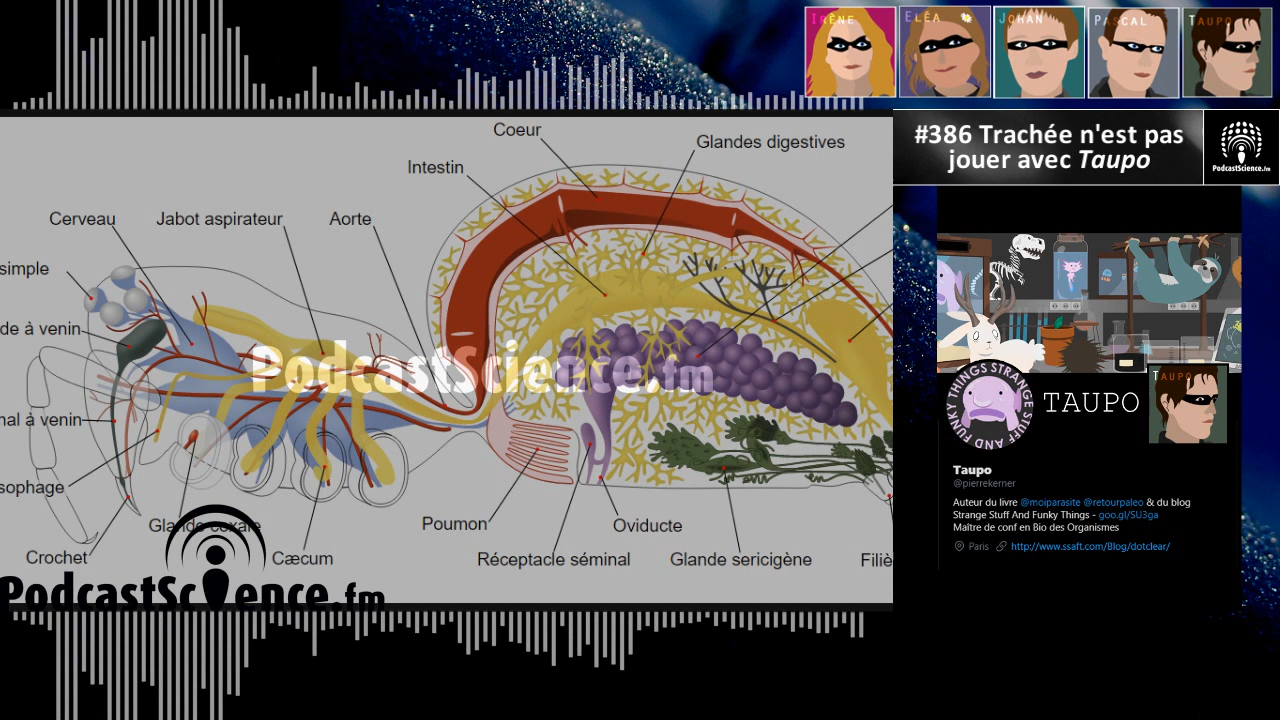 IRÈNE
ELÉA
JOHAN
PASCAL
TAUPO
#386 Trachée n'est pas
jouer avec Taupo
PodcastScience.fm
Coeur
Glandes digestives
Intestin
Cerveau
Jabot aspirateur
Aorte
simple
de à venin
nal à venin
sophage
Glande coxale
Crochet
Cæcum
Poumon
Réceptacle séminal
Oviducte
Glande sericigène
Filiè
PodcastScience.fm
PodcastScience.fm
STRANGE STUFF AND FUNKY THINGS
TAUPO
TAUPO
Taupo
@pierrekerner
Auteur du livre @moiparasite @retourpaleo & du blog
Strange Stuff And Funky Things - goo.gl/SU3ga
Maître de conf en Bio des Organismes
Paris http://www.ssaft.com/Blog/dotclear/